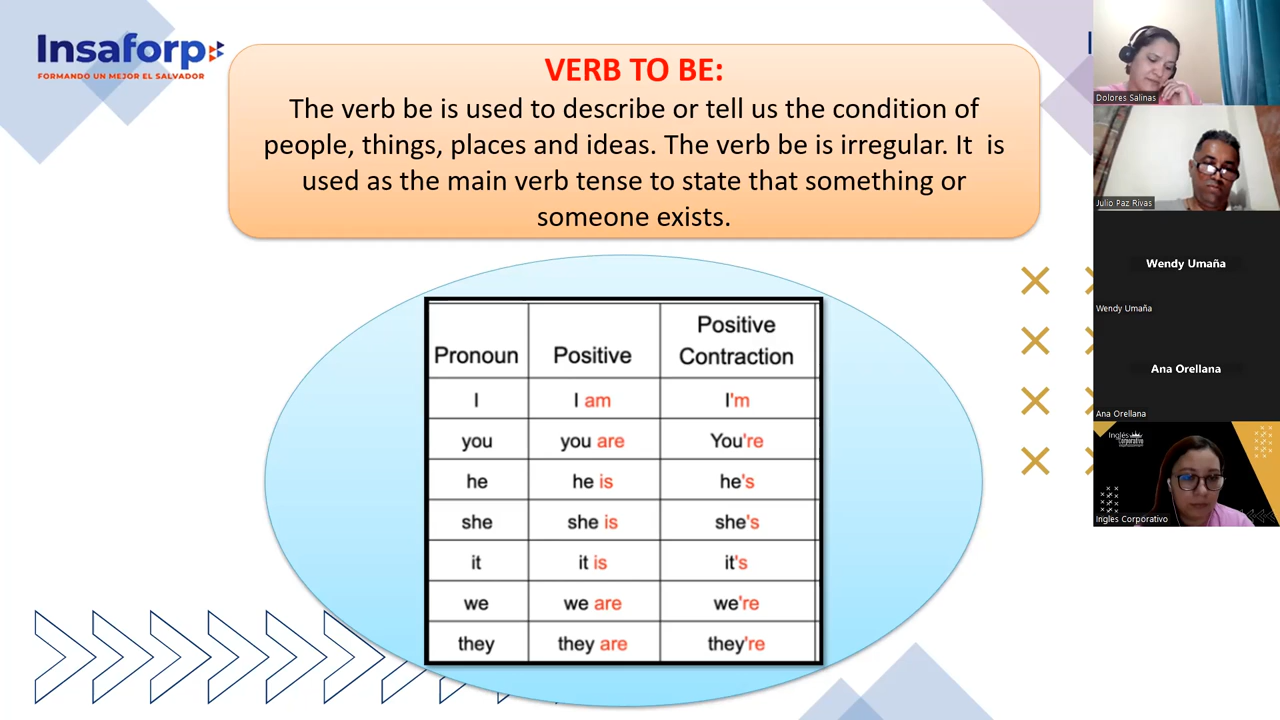 Insaforp
FORMANDO UN MEJOR EL SALVADOR
VERB TO BE:
The verb be is used to describe or tell us the condition of
people, things, places and ideas. The verb be is irregular. It is
used as the main verb tense to state that something or
someone exists.
Pronoun Positive Positive Contraction
I I am I'm
you you are You're
he he is he's
she she is she's
it it is it's
we we are we're
they they are they're
Dolores Salinas
Julio Paz Rivas
Wendy Umaña
Wendy Umaña
Ana Orellana
Ana Orellana
Inglés
Corporativo
Ingles Corporativo